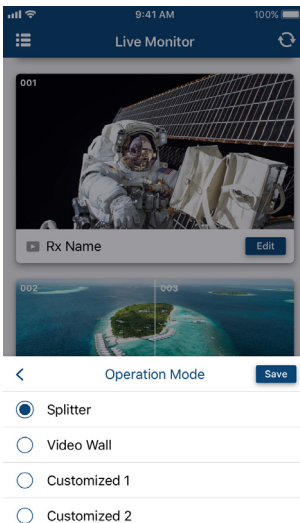 9:41 AM
100%
Live Monitor
001
Rx Name
Edit
002
003
Operation Mode
Save
Splitter
Video Wall
Customized 1
Customized 2